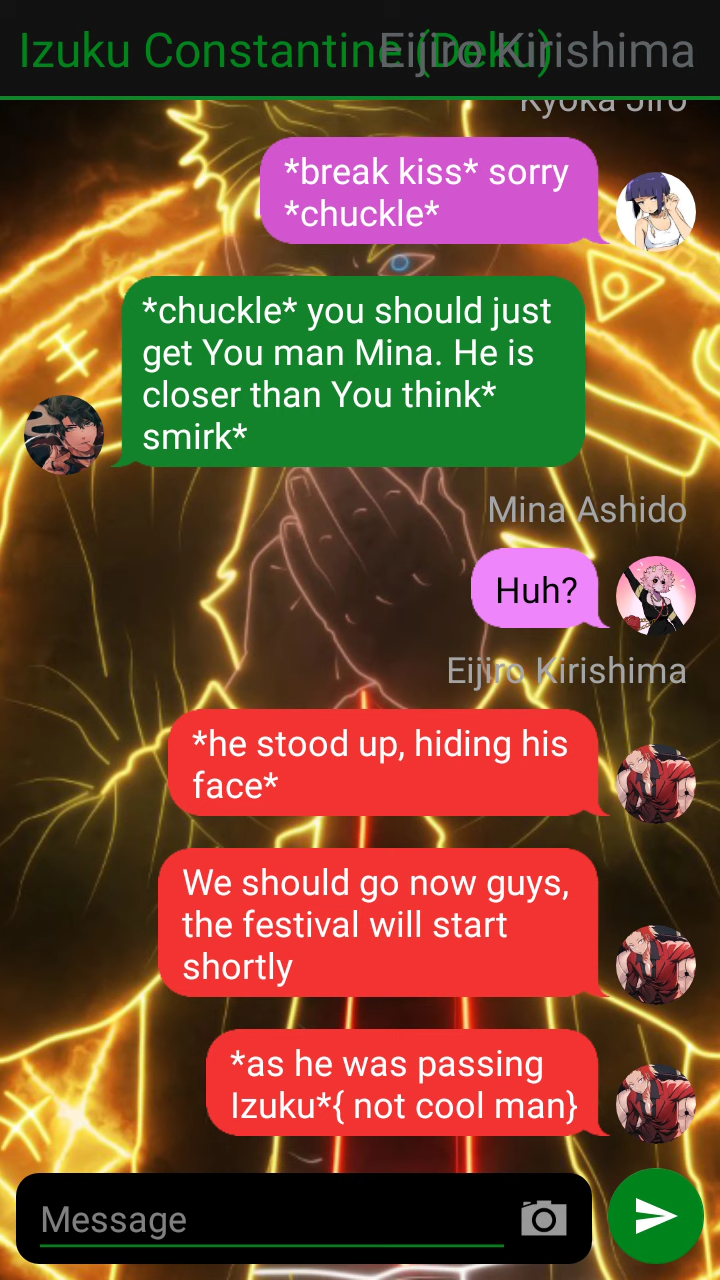 Izuku Constantine (Deku)
Eijiro Kirishima
Kyoka Jiro
*break kiss* sorry
*chuckle*
*chuckle* you should just
get You man Mina. He is
closer than You think*
smirk*
Mina Ashido
Huh?
Eijiro Kirishima
*he stood up, hiding his
face*
We should go now guys,
the festival will start
shortly
*as he was passing
Izuku*{ not cool man}
Message